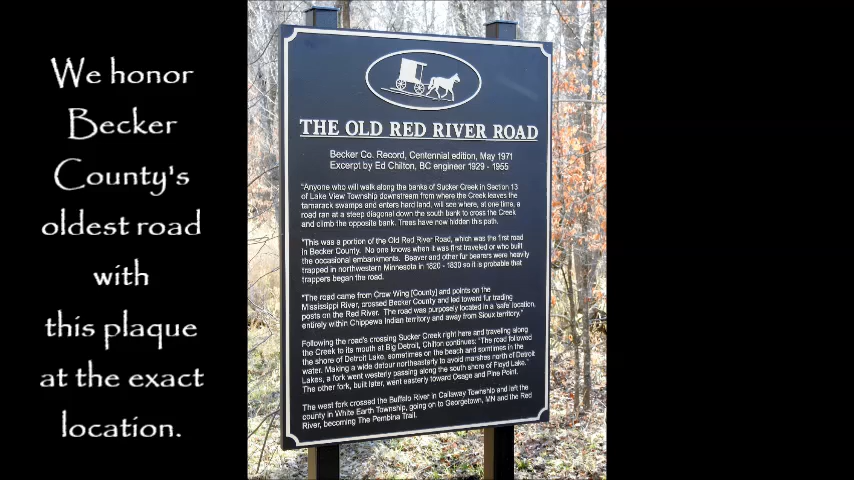 We honor
Becker
County's
oldest road
with
this plaque
at the exact
location.
THE OLD RED RIVER ROAD
Becker Co. Record, Centennial edition, May 1971
Excerpt by Ed Chilton, BC engineer 1929 - 1955
"Anyone who will walk along the banks of Sucker Creek in Section 13
of Lake View Township downstream from where the Creek leaves the
tamarack swamps and enters hard land, will see where, at one time, a
road ran at a steep diagonal down the south bank to cross the Creek
and climb the opposite bank. Trees have now hidden this path.
"This was a portion of the Old Red River Road, which was the first road
in Becker County. No one knows when it was first traveled or who built
the occasional embankments. Beaver and other fur bearers were heavily
trapped in northwestern Minnesota in 1820 - 1830 so it is probable that
trappers began the road.
"The road came from Crow Wing [County] and points on the
Mississippi River, crossed Becker County and led toward fur trading
posts on the Red River. The road was purposely located in a 'safe' location,
entirely within Chippewa Indian territory and away from Sioux territory."
Following the road's crossing Sucker Creek right here and traveling along
the Creek to its mouth at Big Detroit, Chilton continues: "The road followed
the shore of Detroit Lake, sometimes on the beach and somtimes in the
water. Making a wide detour northeasterly to avoid marshes north of Detroit
Lakes, a fork went westerly passing along the south shore of Floyd Lake."
The other fork, built later, went easterly toward Osage and Pine Point.
The west fork crossed the Buffalo River in Callaway Township and left the
county in White Earth Township, going on to Georgetown, MN and the Red
River, becoming The Pembina Trail.